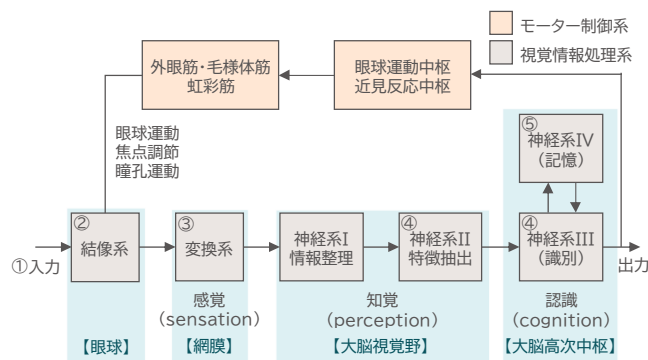 モーター制御系
視覚情報処理系
外眼筋・毛様体筋
虹彩筋
眼球運動中枢
近見反応中枢
眼球運動
焦点調節
瞳孔運動
⑤
神経系IV
（記憶）
②
結像系
③
変換系
神経系I
情報整理
④
神経系II
特徴抽出
④
神経系III
（識別）
①入力
出力
感覚
（sensation）
知覚
（perception）
認識
（cognition）
【眼球】
【網膜】
【大脳視覚野】
【大脳高次中枢】